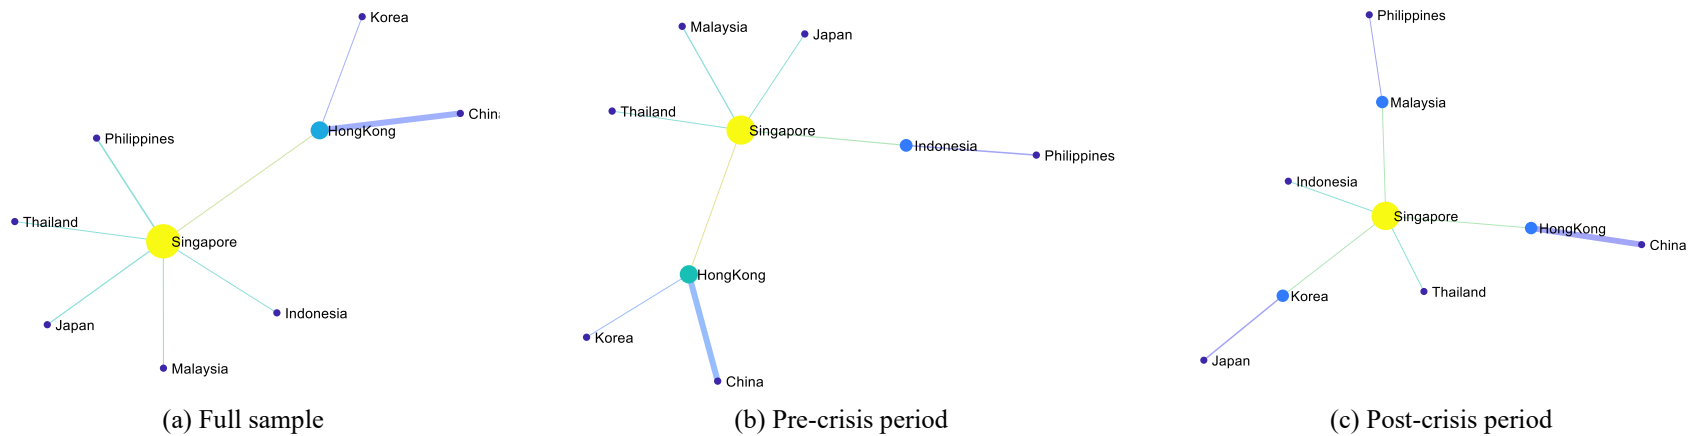 Korea
China
HongKong
Philippines
Thailand
Singapore
Japan
Indonesia
Malaysia
(a) Full sample
Malaysia
Japan
Thailand
Singapore
Indonesia
Philippines
HongKong
Korea
China
(b) Pre-crisis period
Philippines
Malaysia
Indonesia
Singapore
HongKong
China
Thailand
Korea
Japan
(c) Post-crisis period